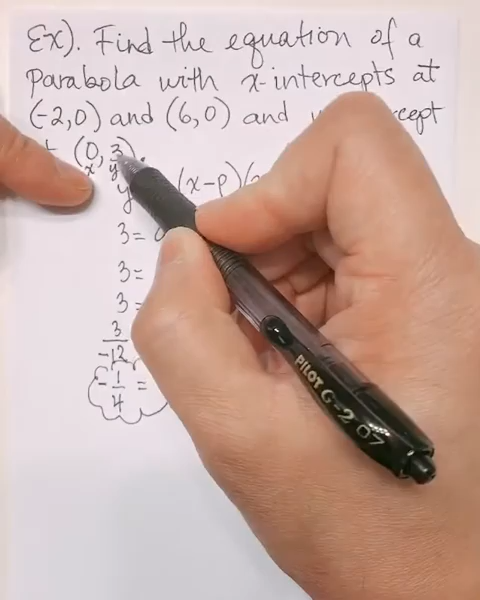 Ex). Find the equation of a
parabola with x-intercepts at
(-2,0) and (6,0) and
(0, 3).
x y
y (x-p)
3=
3=
3=
3
-12
-1/4 =
PILOT G-2 07